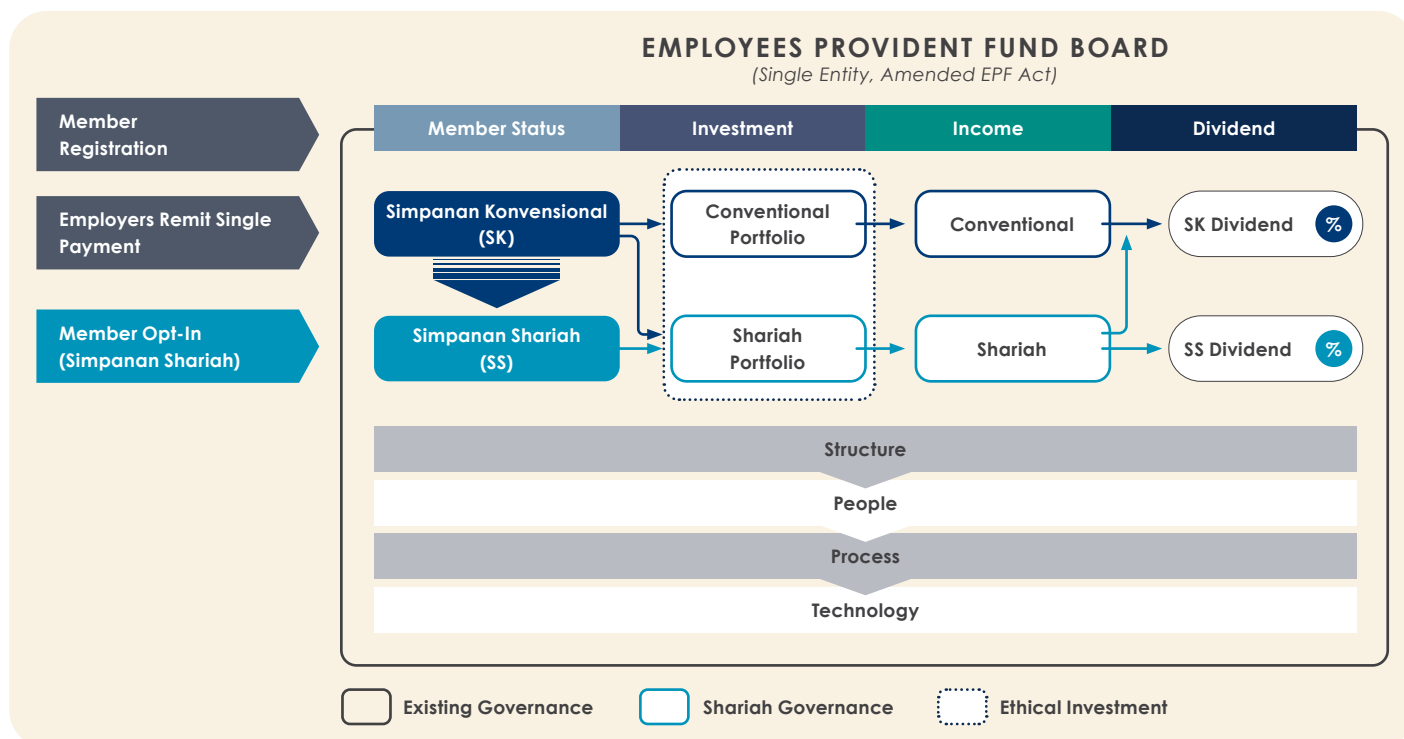 EMPLOYEES PROVIDENT FUND BOARD
(Single Entity, Amended EPF Act)
Member
Registration
Employers Remit Single
Payment
Member Opt-In
(Simpanan Shariah)
Member Status
Investment
Income
Dividend
Simpanan Konvensional
(SK)
Conventional
Portfolio
Conventional
SK Dividend
%
Simpanan Shariah
(SS)
Shariah
Portfolio
Shariah
SS Dividend
%
Structure
People
Process
Technology
Existing Governance
Shariah Governance
Ethical Investment